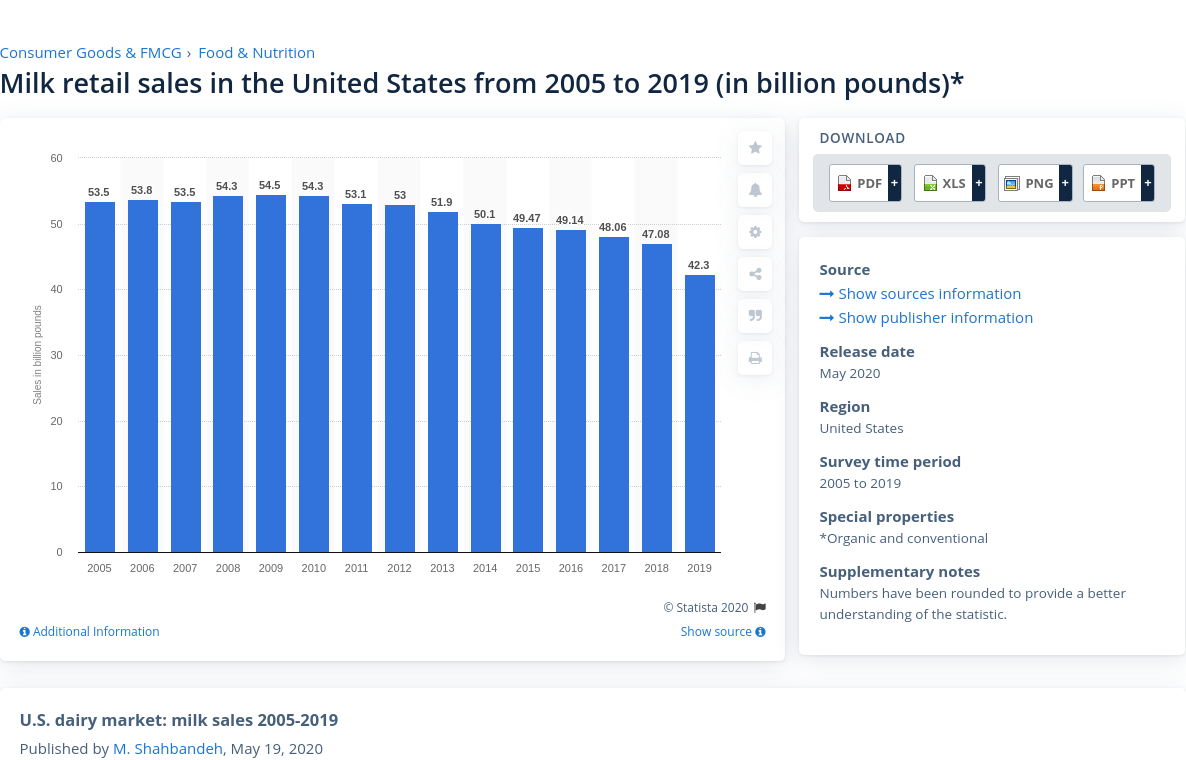 Consumer Goods & FMCG › Food & Nutrition
Milk retail sales in the United States from 2005 to 2019 (in billion pounds)*
60
50
40
30
20
10
0
Sales in billion pounds
53.5
53.8
53.5
54.3
54.5
54.3
53.1
53
51.9
50.1
49.47
49.14
48.06
47.08
42.3
2005
2006
2007
2008
2009
2010
2011
2012
2013
2014
2015
2016
2017
2018
2019
© Statista 2020
Additional Information
Show source
DOWNLOAD
PDF +
XLS +
PNG +
PPT +
Source
Show sources information
Show publisher information
Release date
May 2020
Region
United States
Survey time period
2005 to 2019
Special properties
*Organic and conventional
Supplementary notes
Numbers have been rounded to provide a better
understanding of the statistic.
U.S. dairy market: milk sales 2005-2019
Published by M. Shahbandeh, May 19, 2020